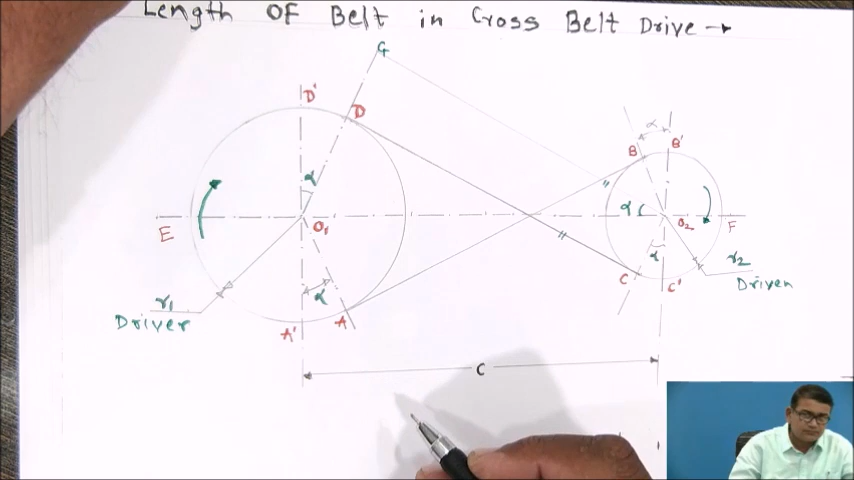 Length OF Belt in Cross Belt Drive →
G
D'
D
α
B
B'
α
α
E
O₁
O₂
F
α
α
C
C'
r₂
Driven
r₁
Driver
A'
A
C